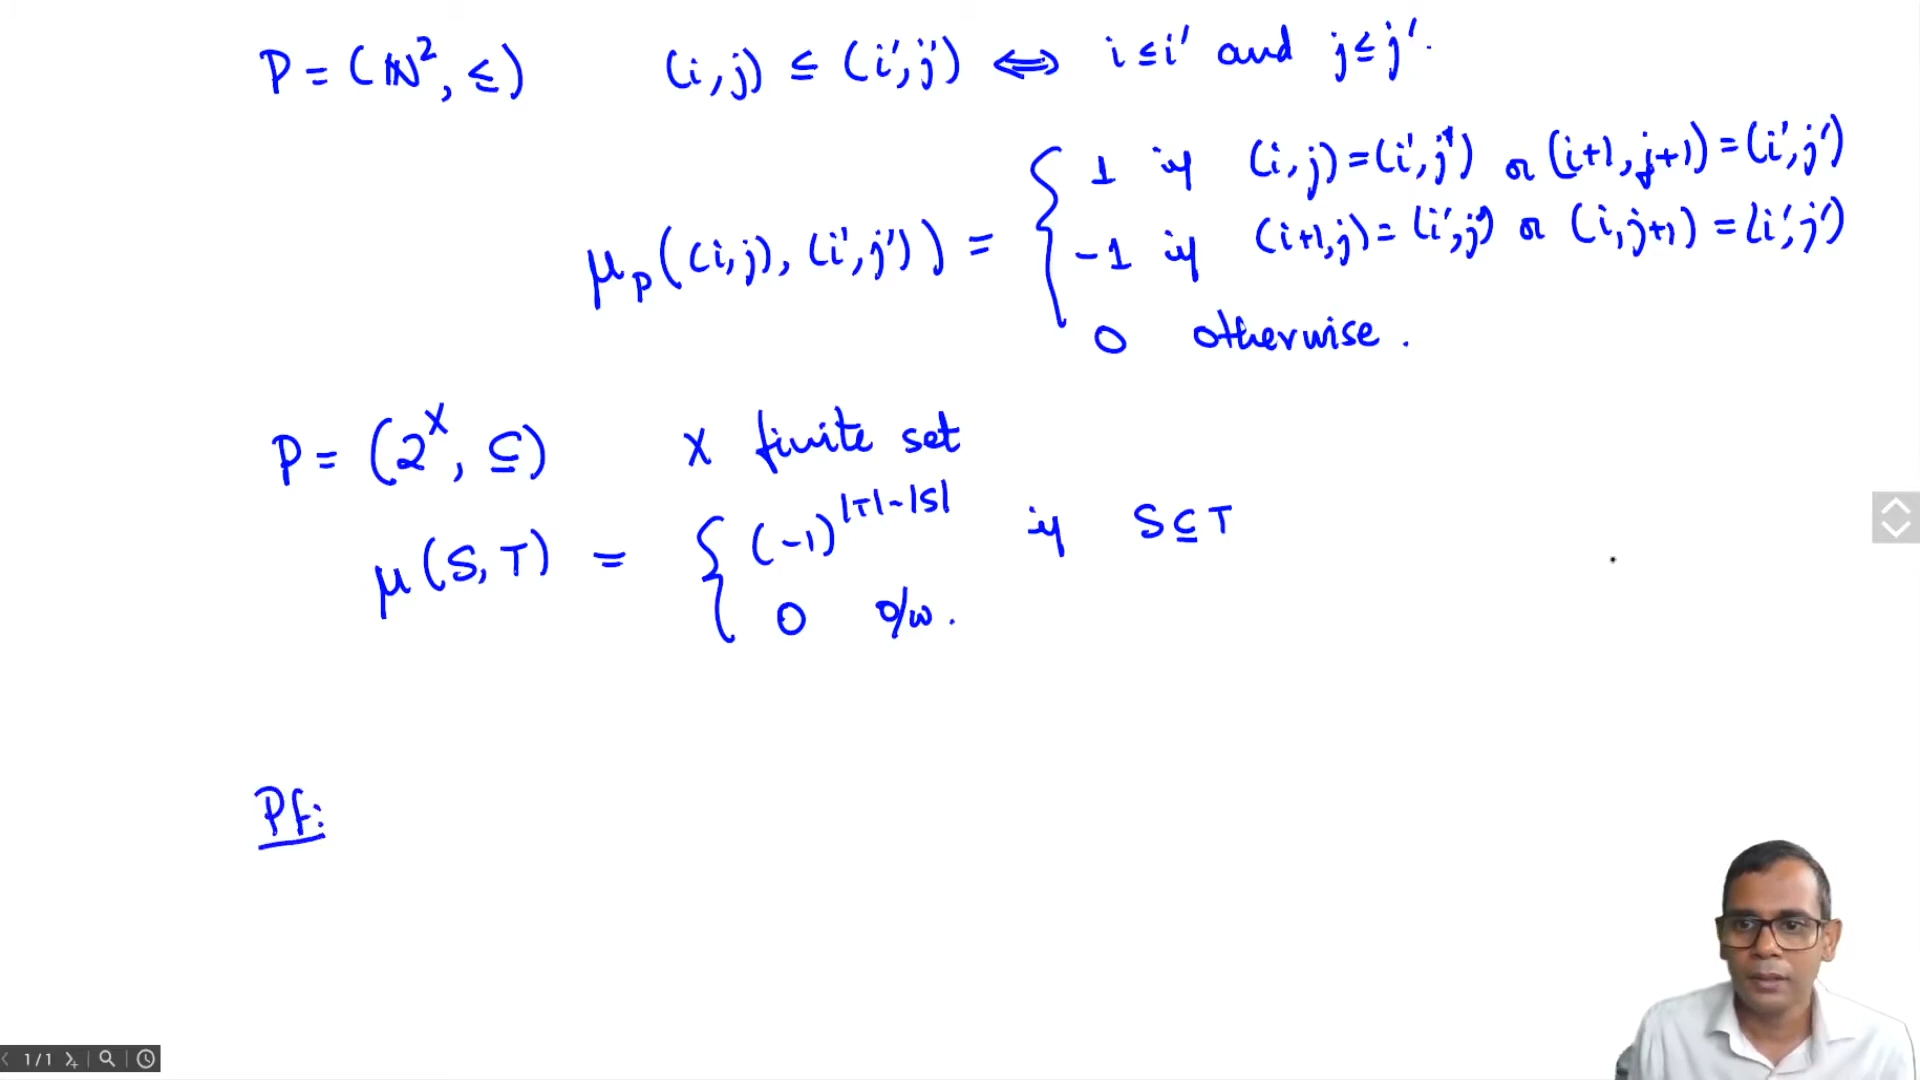 P = (ℕ², ≤) (i,j) ≤ (i',j') ⟺ i ≤ i' and j ≤ j'.
1 if (i,j) = (i',j') or (i+1,j+1) = (i',j')
μ_P((i,j), (i',j')) = { -1 if (i+1,j) = (i',j') or (i,j+1) = (i',j')
0 otherwise.
P = (2^X, ⊆) X finite set
μ(S,T) = { (-1)^{|T|-|S|} if S ⊆ T
0 o/w.
Pf:
1/1